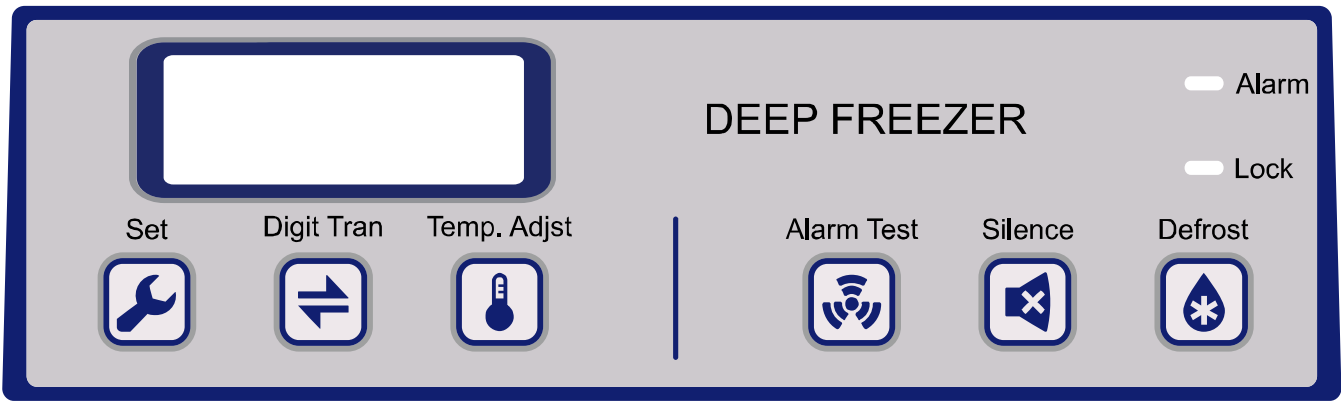 Alarm
DEEP FREEZER
Lock
Set
Digit Tran
Temp. Adjst
Alarm Test
Silence
Defrost